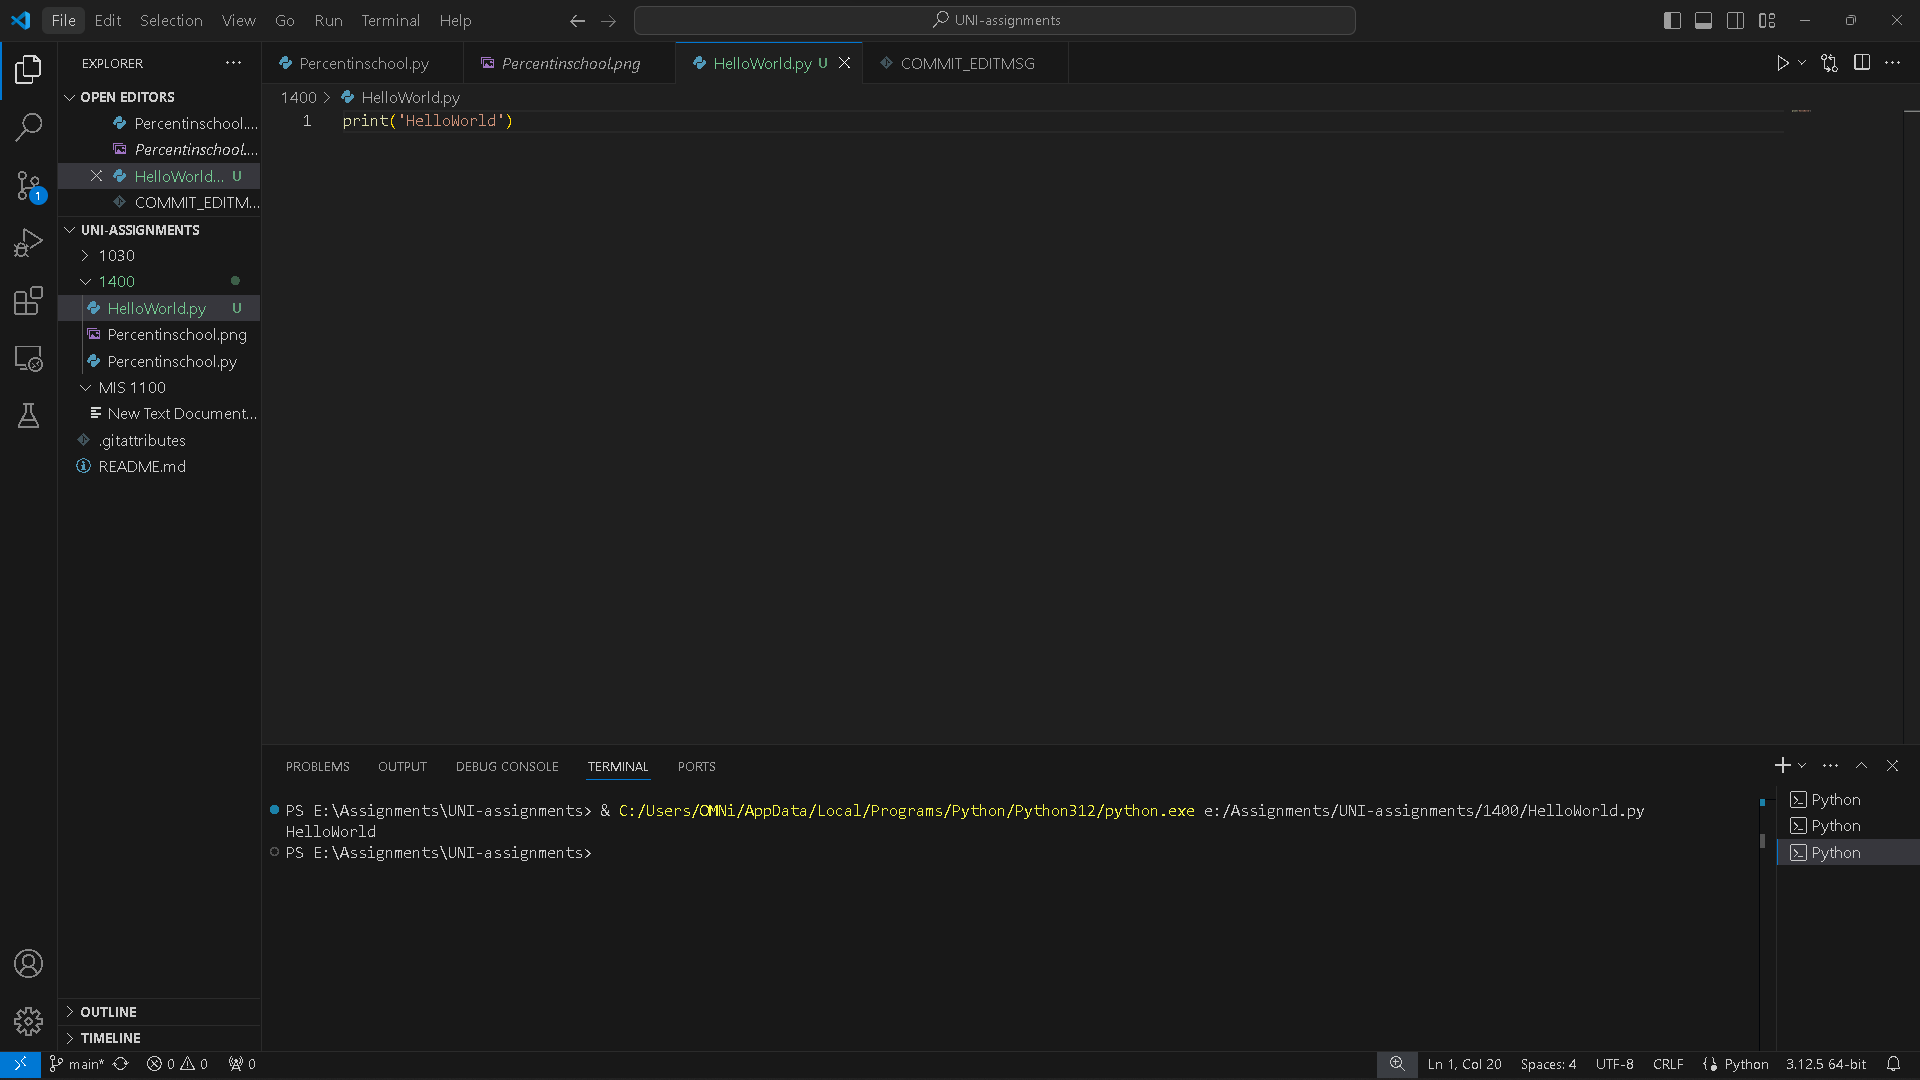 File Edit Selection View Go Run Terminal Help
UNI-assignments
EXPLORER
Percentinschool.py
Percentinschool.png
HelloWorld.py U
COMMIT_EDITMSG
OPEN EDITORS
Percentinschool....
Percentinschool....
HelloWorld... U
COMMIT_EDITM...
UNI-ASSIGNMENTS
1030
1400
HelloWorld.py U
Percentinschool.png
Percentinschool.py
MIS 1100
New Text Document...
.gitattributes
README.md
OUTLINE
TIMELINE
1
1400 > HelloWorld.py
1 print('HelloWorld')
PROBLEMS OUTPUT DEBUG CONSOLE TERMINAL PORTS
PS E:\Assignments\UNI-assignments> & C:/Users/OMNi/AppData/Local/Programs/Python/Python312/python.exe e:/Assignments/UNI-assignments/1400/HelloWorld.py
HelloWorld
PS E:\Assignments\UNI-assignments>
Python
Python
Python
main* 0 0 0
Ln 1, Col 20 Spaces: 4 UTF-8 CRLF Python 3.12.5 64-bit